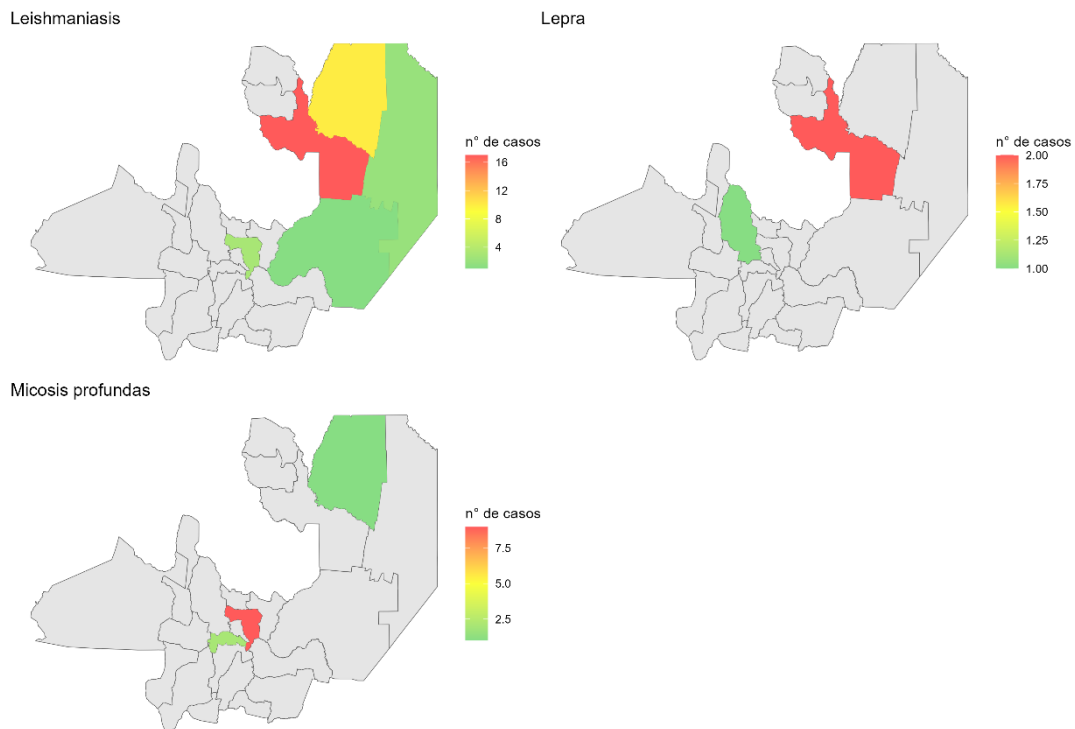 Leishmaniasis
n° de casos
16
12
8
4
Lepra
n° de casos
2.00
1.75
1.50
1.25
1.00
Micosis profundas
n° de casos
7.5
5.0
2.5